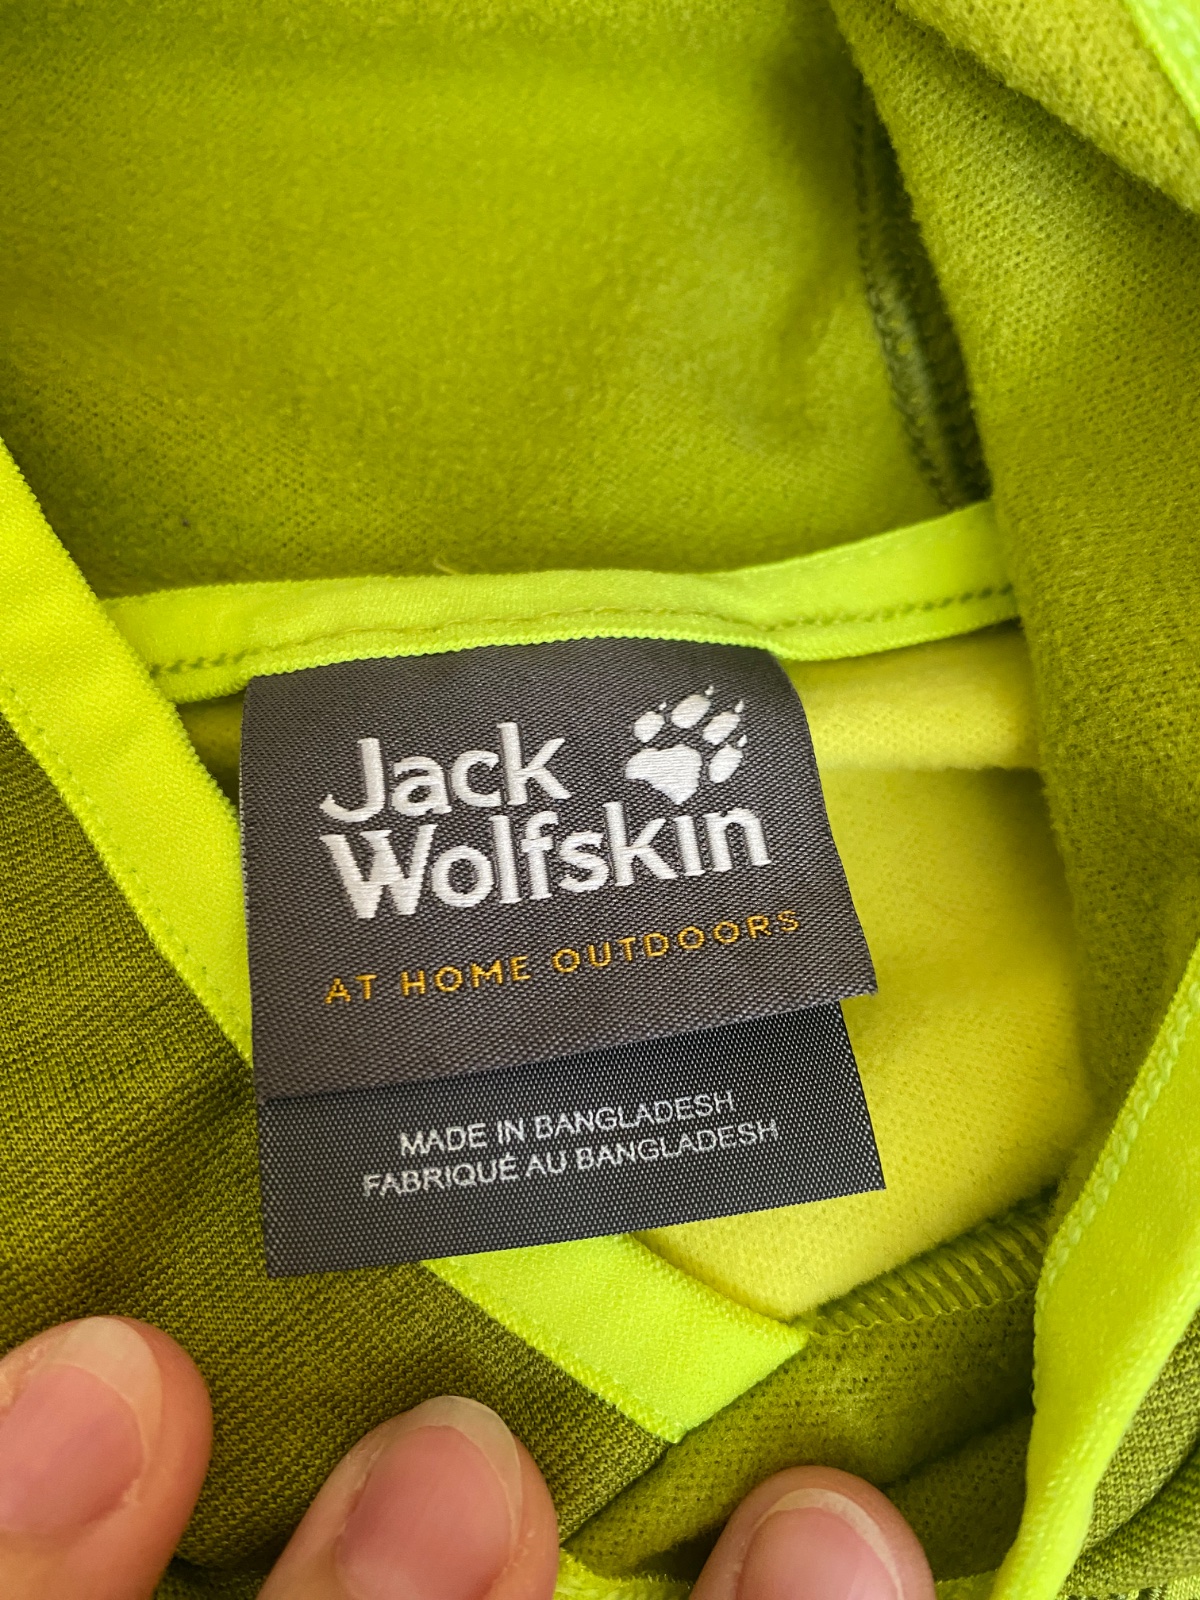 Jack
Wolfskin
AT HOME OUTDOORS
MADE IN BANGLADESH
FABRIQUÉ AU BANGLADESH